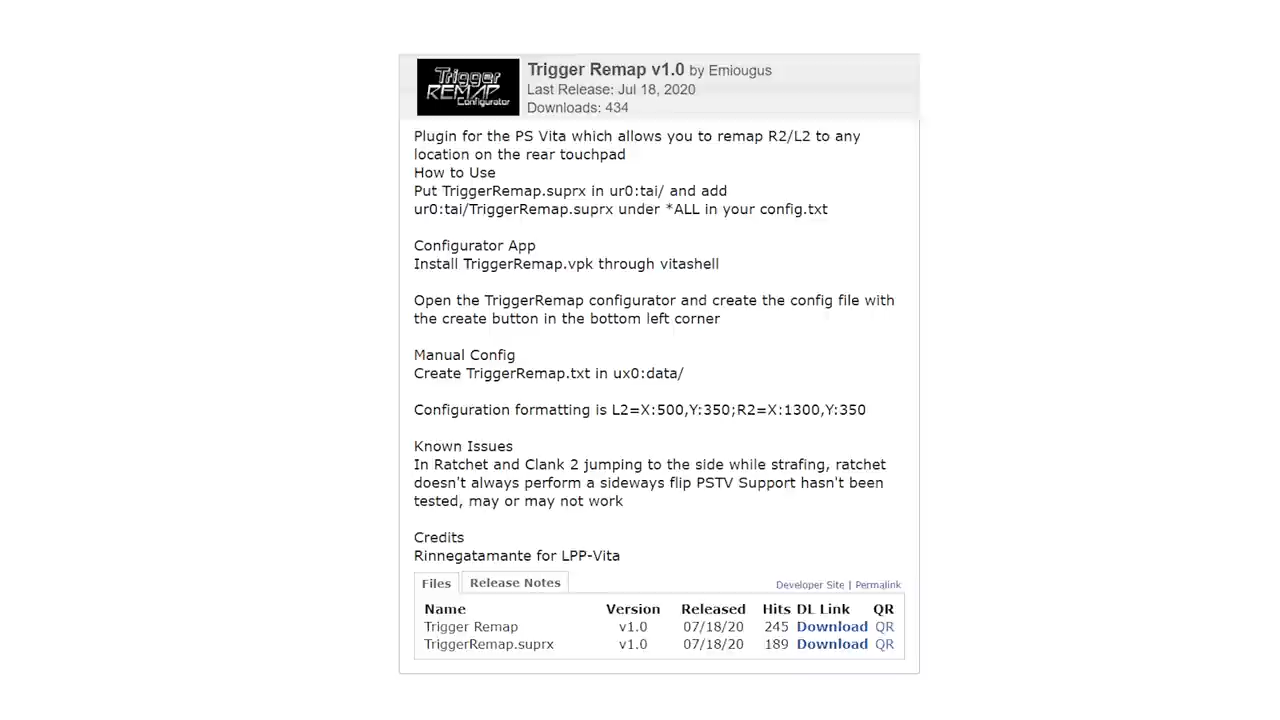 Trigger
REMAP
Configurator
Trigger Remap v1.0 by Emiougus
Last Release: Jul 18, 2020
Downloads: 434
Plugin for the PS Vita which allows you to remap R2/L2 to any
location on the rear touchpad
How to Use
Put TriggerRemap.suprx in ur0:tai/ and add
ur0:tai/TriggerRemap.suprx under *ALL in your config.txt
Configurator App
Install TriggerRemap.vpk through vitashell
Open the TriggerRemap configurator and create the config file with
the create button in the bottom left corner
Manual Config
Create TriggerRemap.txt in ux0:data/
Configuration formatting is L2=X:500,Y:350;R2=X:1300,Y:350
Known Issues
In Ratchet and Clank 2 jumping to the side while strafing, ratchet
doesn't always perform a sideways flip PSTV Support hasn't been
tested, may or may not work
Credits
Rinnegatamante for LPP-Vita
Files Release Notes Developer Site | Permalink
Name Version Released Hits DL Link QR
Trigger Remap v1.0 07/18/20 245 Download QR
TriggerRemap.suprx v1.0 07/18/20 189 Download QR